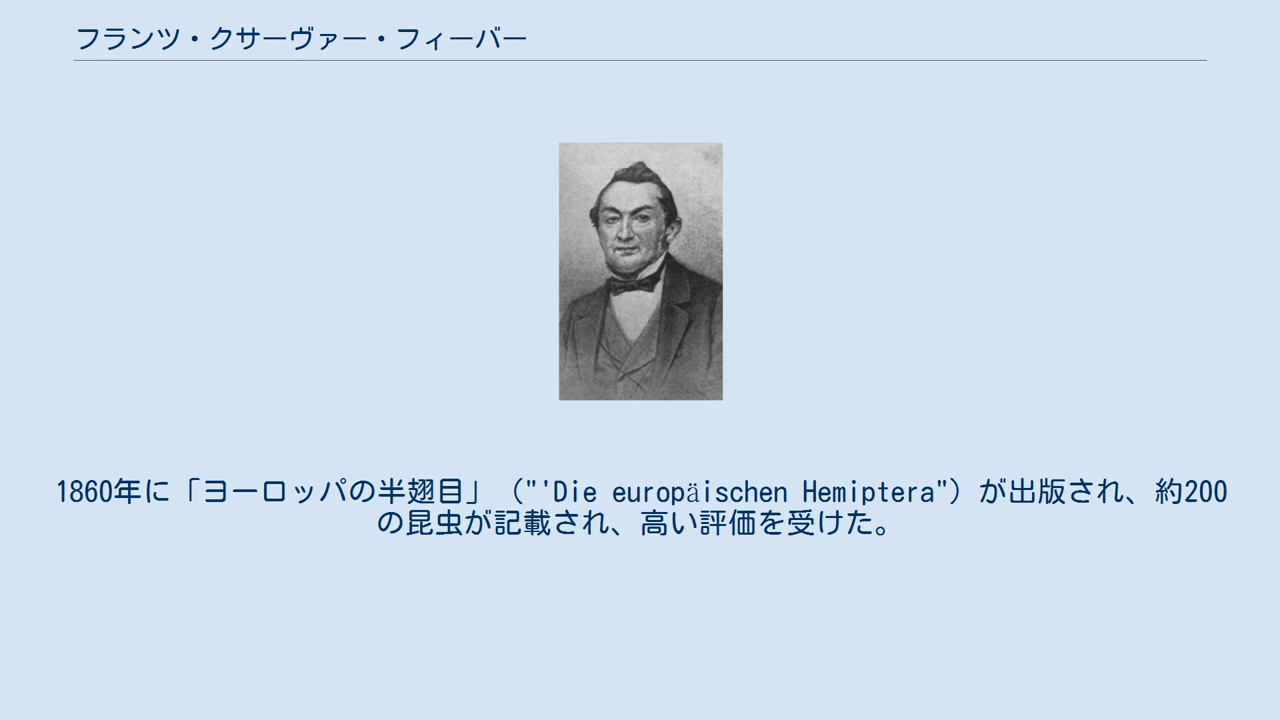 フランツ・クサーヴァー・フィーバー
1860年に「ヨーロッパの半翅目」（"'Die europäischen Hemiptera"）が出版され、約200
の昆虫が記載され、高い評価を受けた。